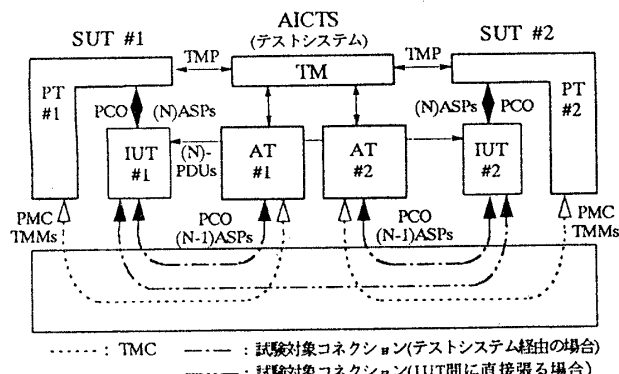 AICTS
SUT #1
(テストシステム)
SUT #2
TMP
TM
TMP
PT
#1
PCO
(N)ASPs
(N)ASPs
PCO
PT
#2
IUT
#1
(N)-
PDUs
AT
#1
AT
#2
IUT
#2
PMC
TMMs
PCO
(N-1)ASPs
PCO
(N-1)ASPs
PMC
TMMs
: TMC
: 試験対象コネクション(テストシステム経由の場合)
: 試験対象コネクション(IUT間に直接張る場合)